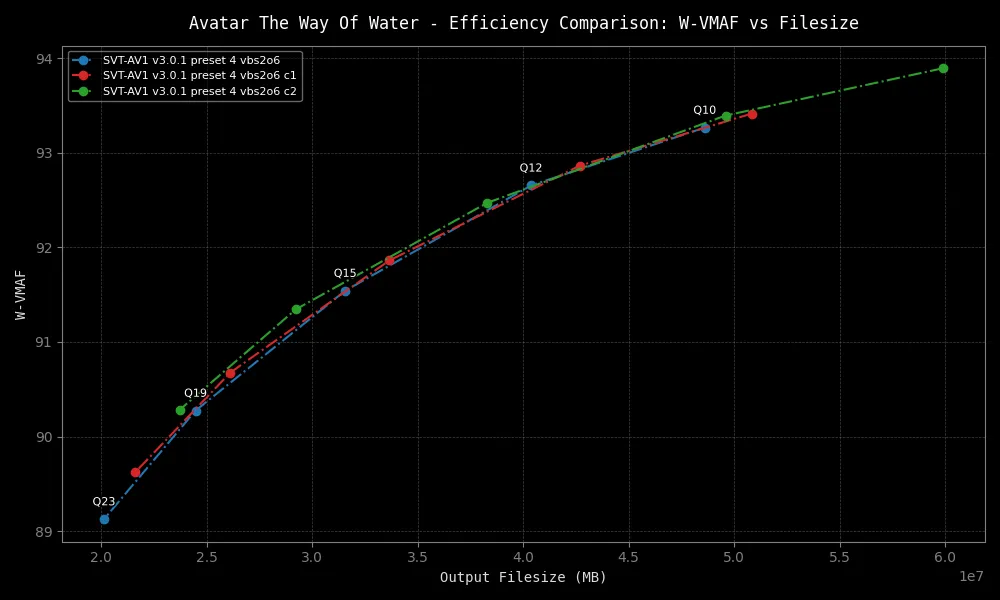 Avatar The Way Of Water - Efficiency Comparison: W-VMAF vs Filesize
SVT-AV1 v3.0.1 preset 4 vbs2o6
SVT-AV1 v3.0.1 preset 4 vbs2o6 c1
SVT-AV1 v3.0.1 preset 4 vbs2o6 c2
94
93
92
91
90
89
W-VMAF
Q10
Q12
Q15
Q19
Q23
2.0 2.5 3.0 3.5 4.0 4.5 5.0 5.5 6.0
1e7
Output Filesize (MB)